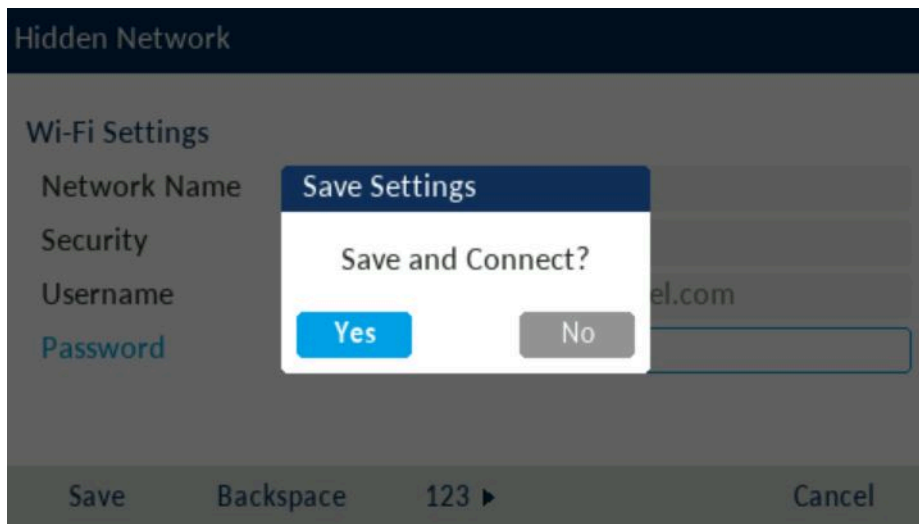 Hidden Network
Wi-Fi Settings
Network Name
Save Settings
Security
Save and Connect?
Username
el.com
Yes
No
Password
Save Backspace 123 ▶ Cancel